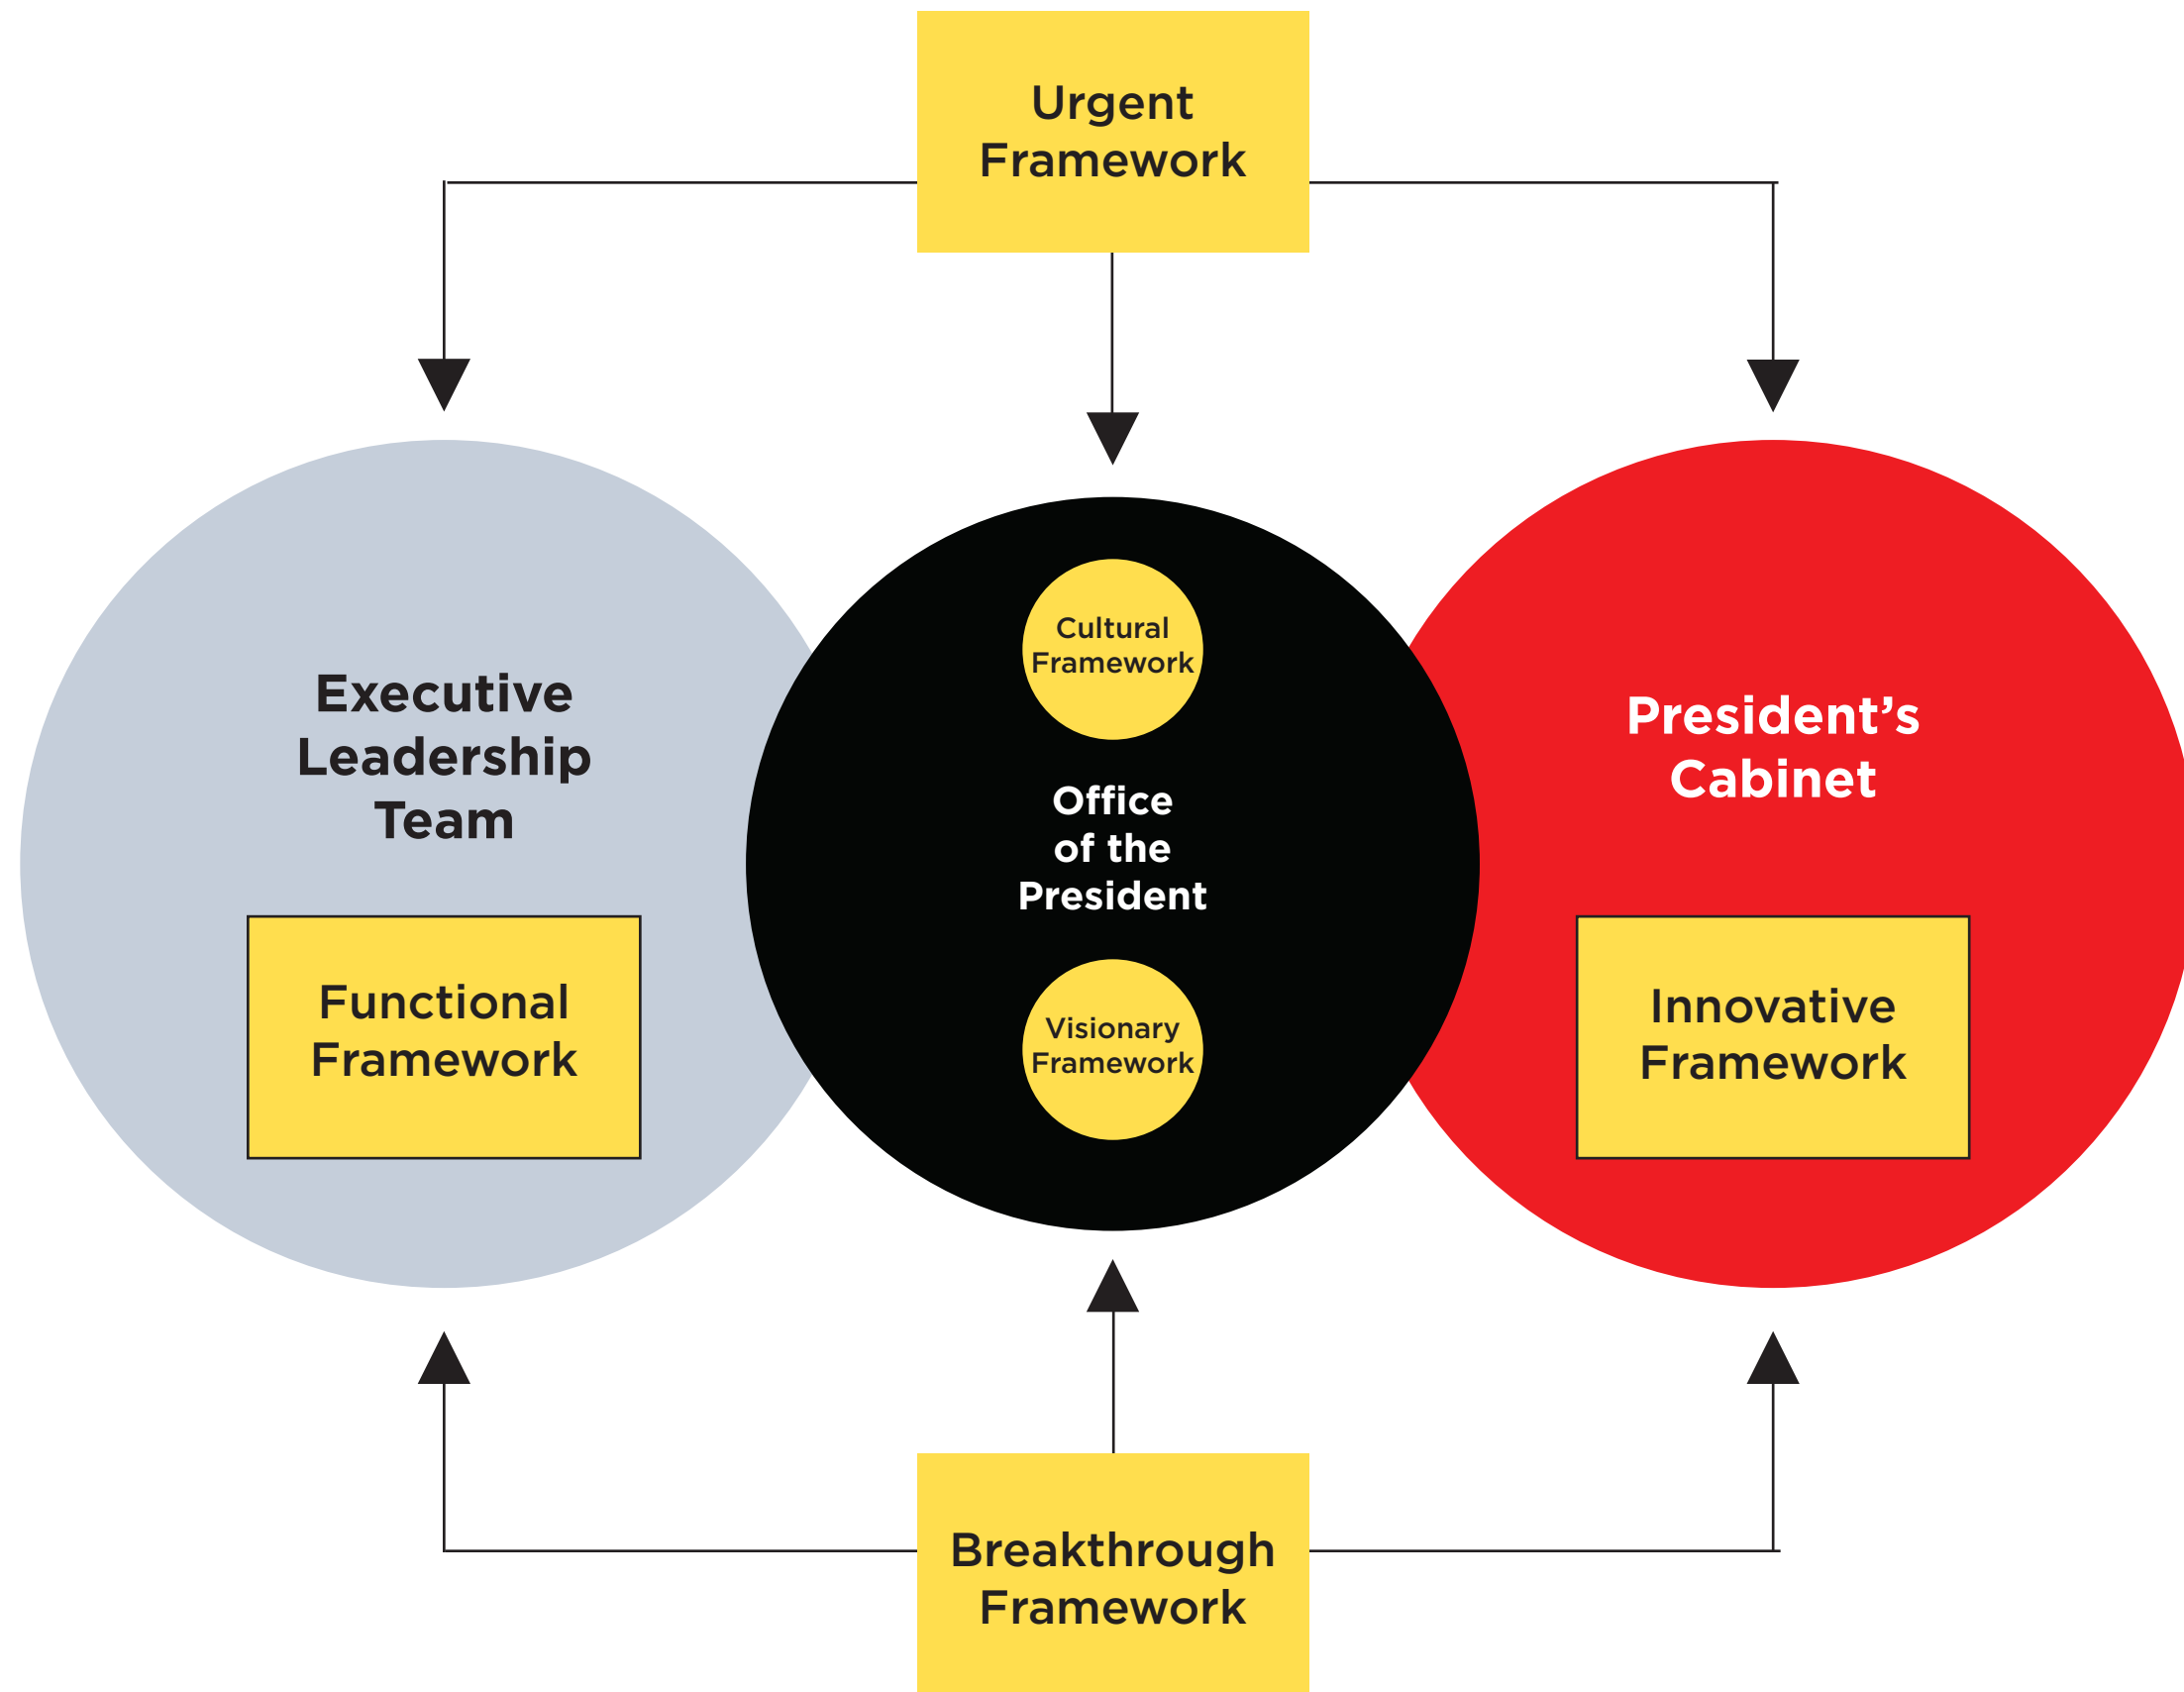 Urgent
Framework
Executive
Leadership
Team
Functional
Framework
Cultural
Framework
Office
of the
President
Visionary
Framework
President’s
Cabinet
Innovative
Framework
Breakthrough
Framework